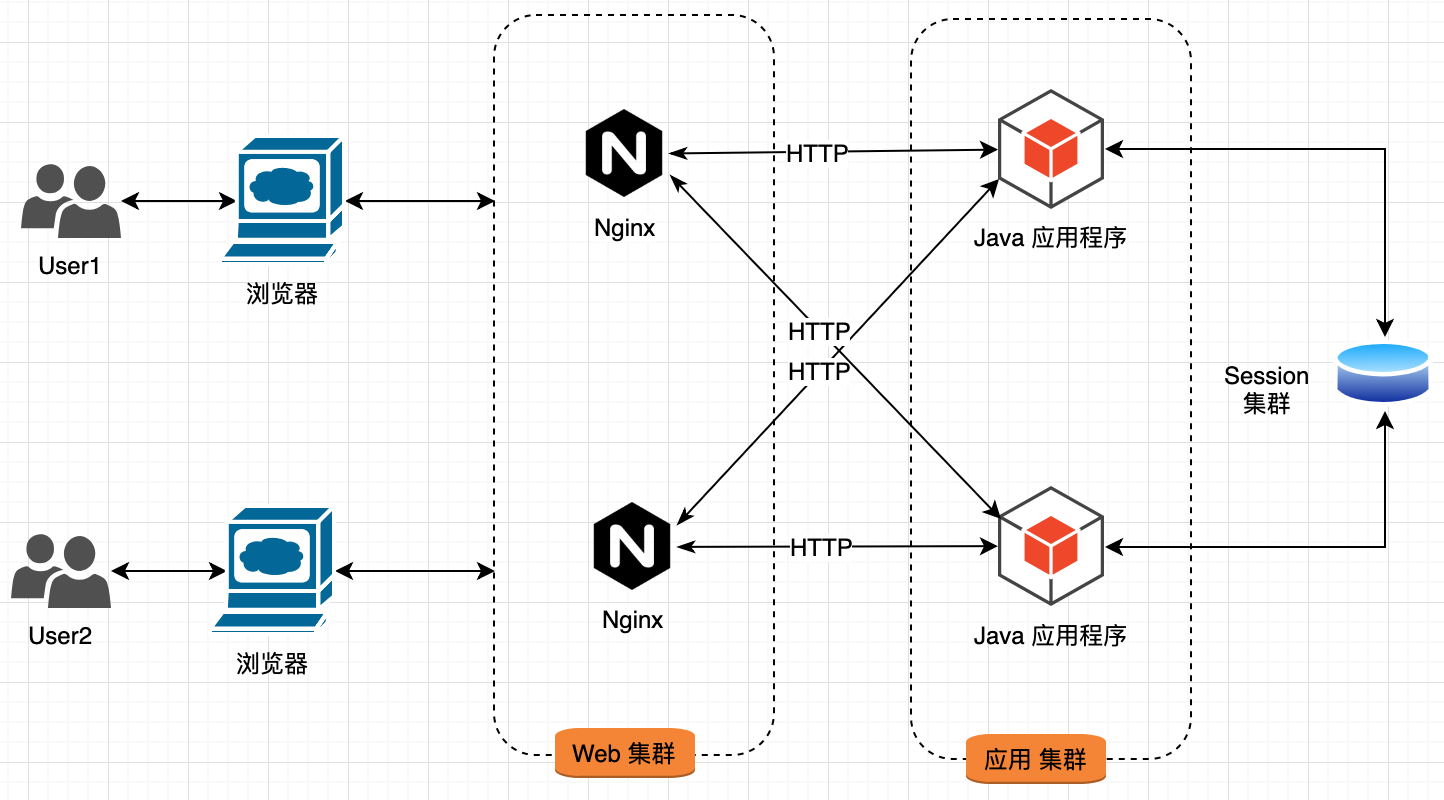 HTTP
Nginx
Java 应用程序
User1
浏览器
HTTP
HTTP
Session
集群
HTTP
Nginx
Java 应用程序
User2
浏览器
Web 集群
应用 集群